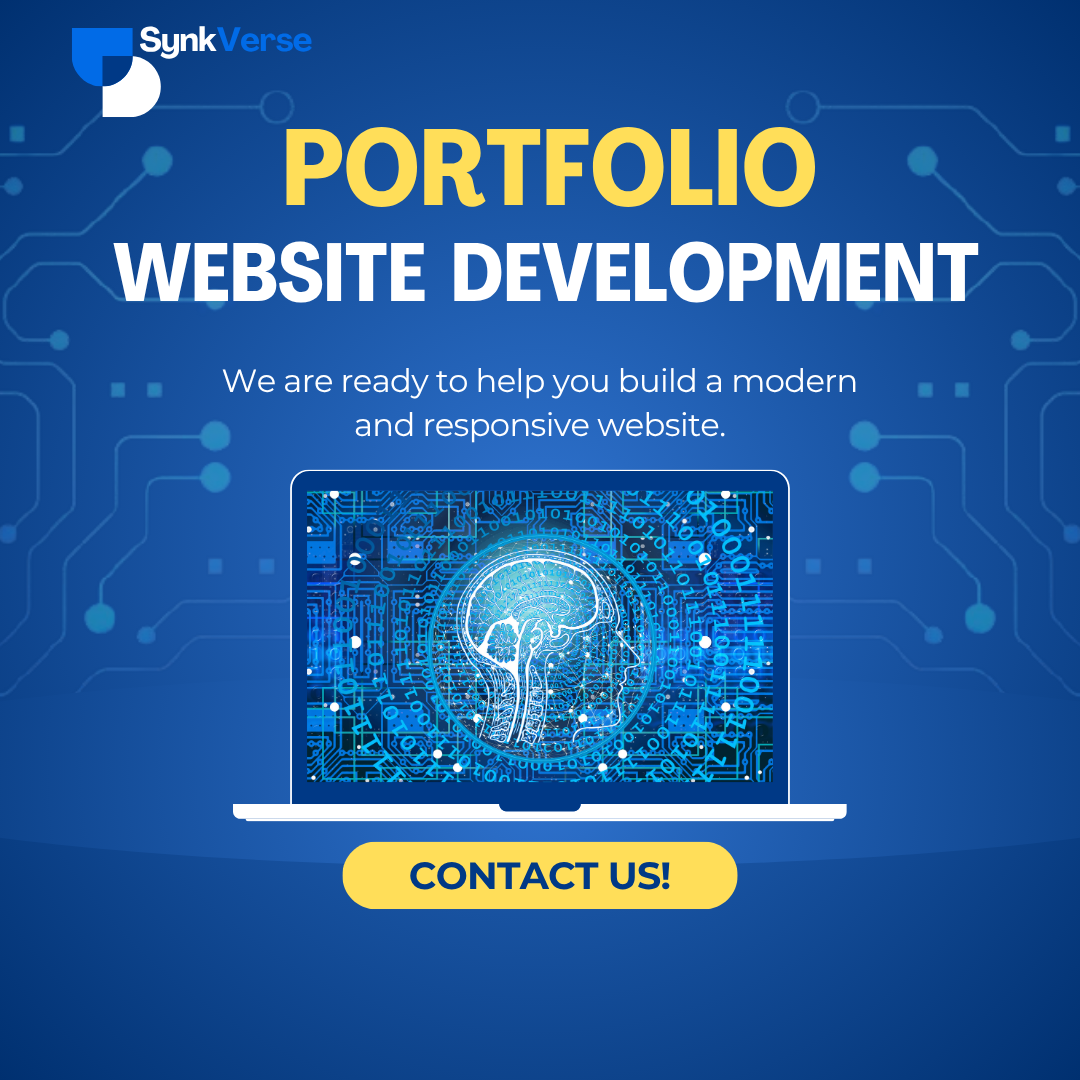 SynkVerse
PORTFOLIO
WEBSITE DEVELOPMENT
We are ready to help you build a modern
and responsive website.
CONTACT US!